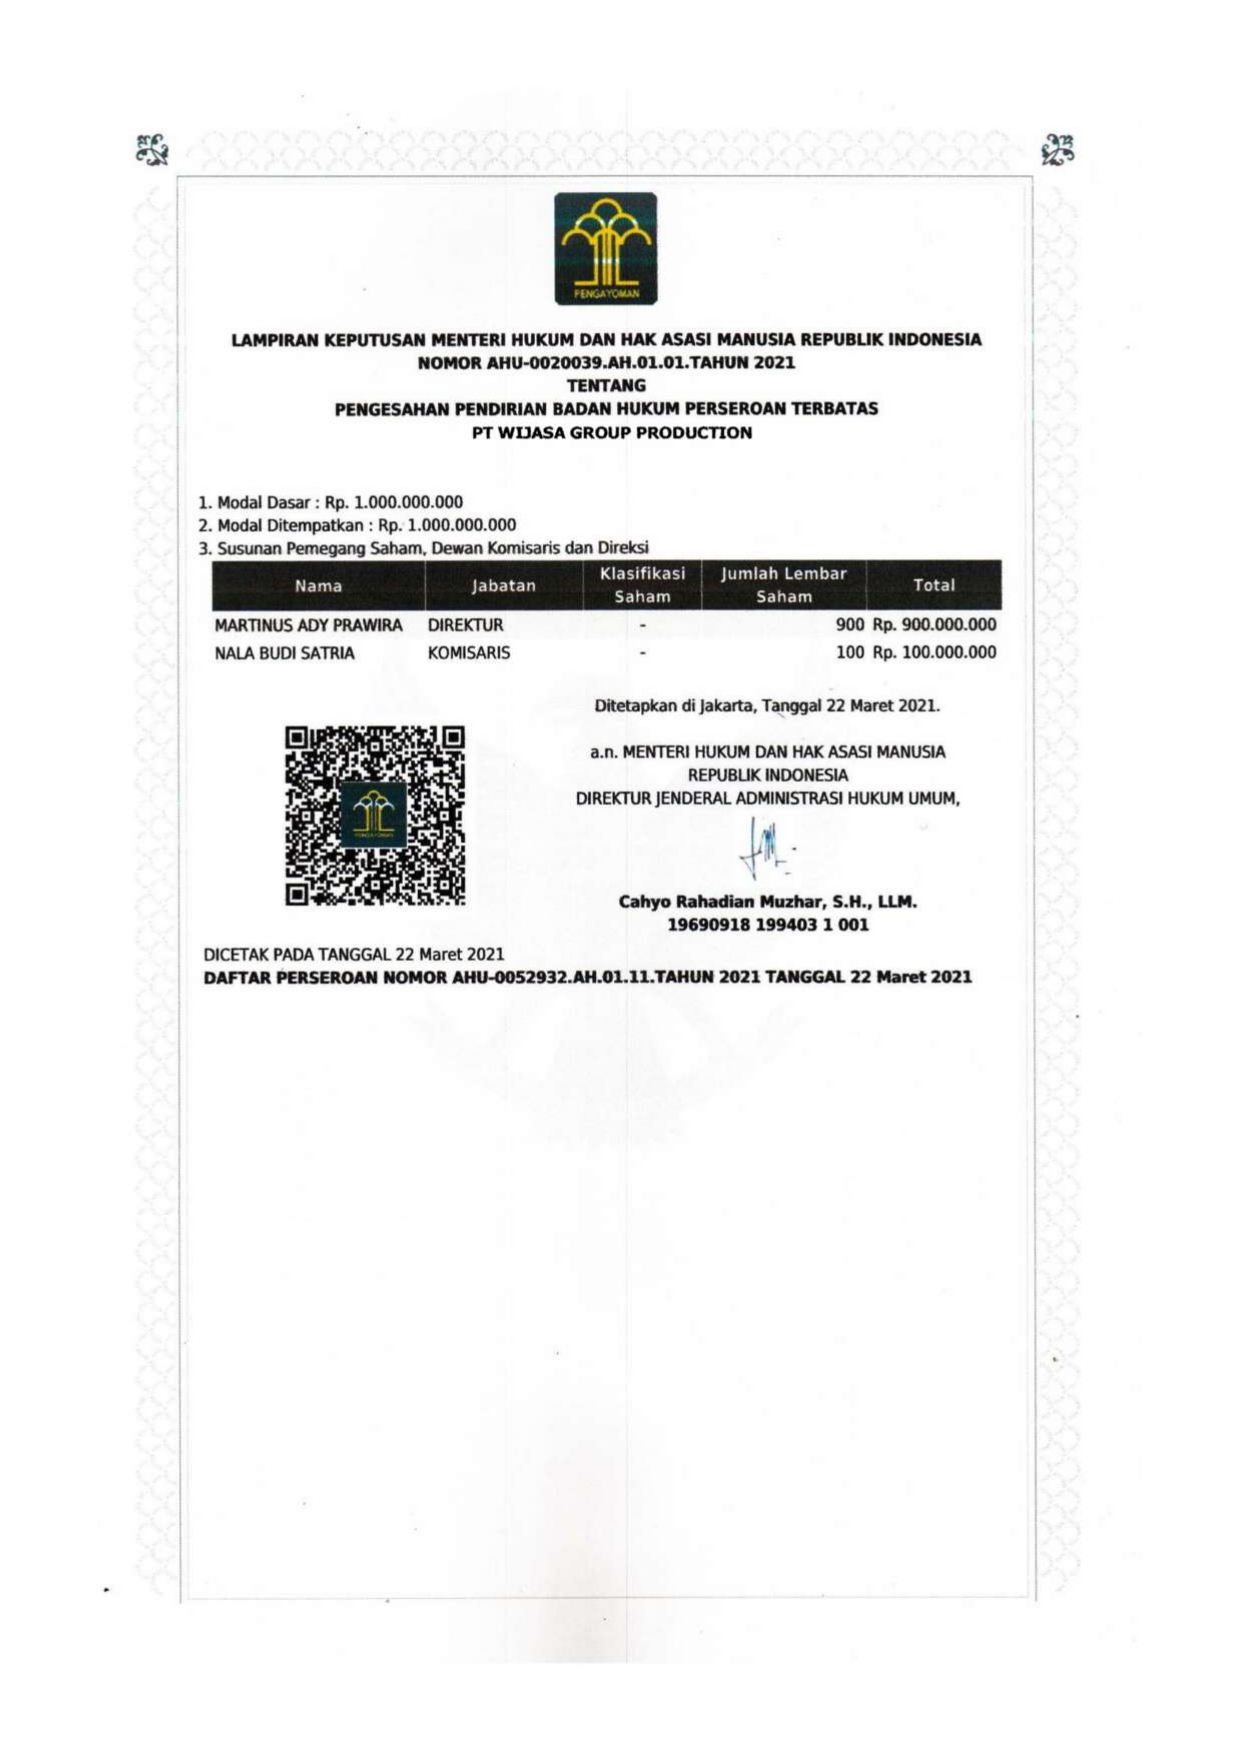 PENGAYOMAN
LAMPIRAN KEPUTUSAN MENTERI HUKUM DAN HAK ASASI MANUSIA REPUBLIK INDONESIA
NOMOR AHU-0020039.AH.01.01.TAHUN 2021
TENTANG
PENGESAHAN PENDIRIAN BADAN HUKUM PERSEROAN TERBATAS
PT WIJASA GROUP PRODUCTION
1. Modal Dasar : Rp. 1.000.000.000
2. Modal Ditempatkan : Rp. 1.000.000.000
3. Susunan Pemegang Saham, Dewan Komisaris dan Direksi
Nama Jabatan Klasifikasi Saham Jumlah Lembar Saham Total
MARTINUS ADY PRAWIRA DIREKTUR - 900 Rp. 900.000.000
NALA BUDI SATRIA KOMISARIS - 100 Rp. 100.000.000
Ditetapkan di Jakarta, Tanggal 22 Maret 2021.
a.n. MENTERI HUKUM DAN HAK ASASI MANUSIA
REPUBLIK INDONESIA
DIREKTUR JENDERAL ADMINISTRASI HUKUM UMUM,
PENGAYOMAN
Cahyo Rahadian Muzhar, S.H., LLM.
19690918 199403 1 001
DICETAK PADA TANGGAL 22 Maret 2021
DAFTAR PERSEROAN NOMOR AHU-0052932.AH.01.11.TAHUN 2021 TANGGAL 22 Maret 2021